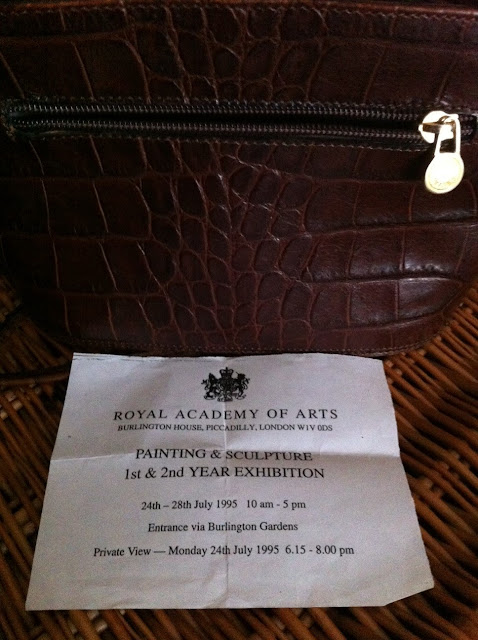 ROYAL ACADEMY OF ARTS
BURLINGTON HOUSE, PICCADILLY, LONDON W1V 0DS
PAINTING & SCULPTURE
1st & 2nd YEAR EXHIBITION
24th – 28th July 1995 10 am - 5 pm
Entrance via Burlington Gardens
Private View — Monday 24th July 1995 6.15 - 8.00 pm